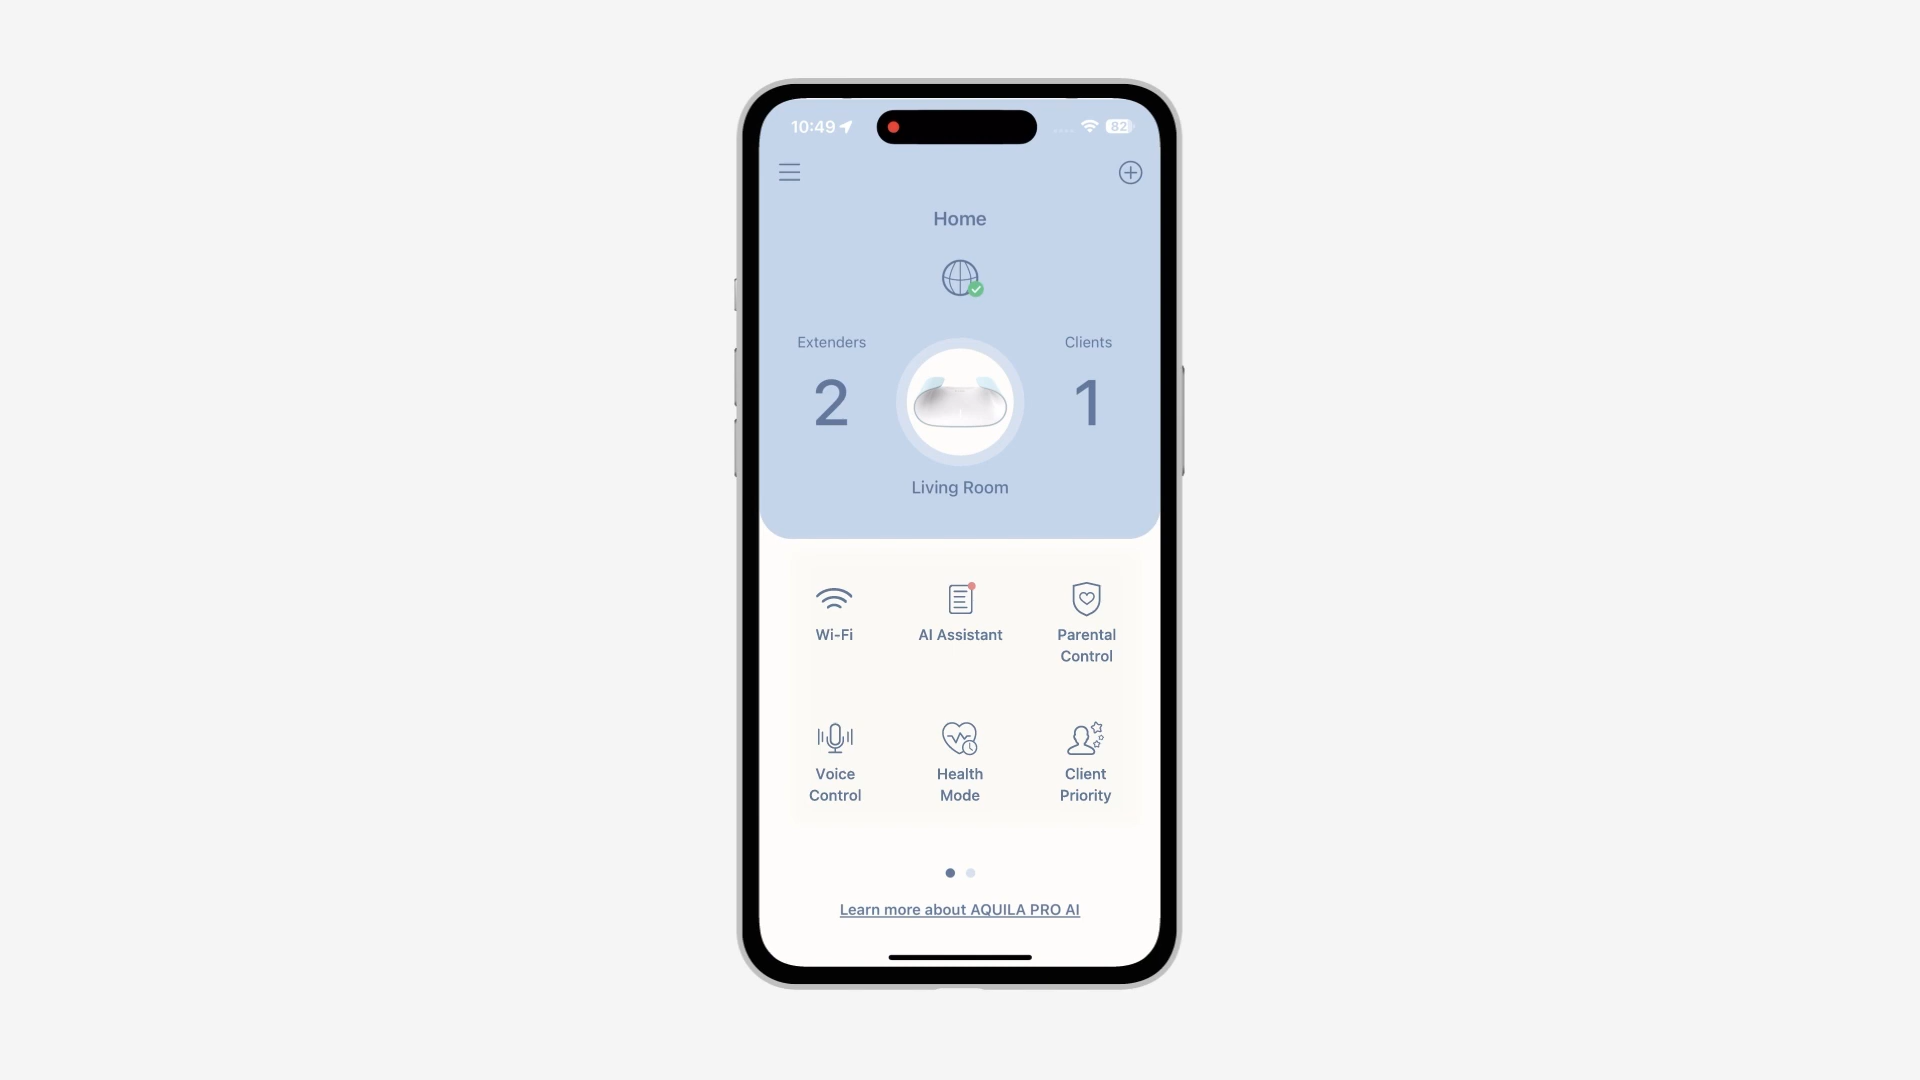 10:49
82
Home
Extenders
Clients
2
1
Living Room
Wi-Fi
AI Assistant
Parental
Control
Voice
Control
Health
Mode
Client
Priority
Learn more about AQUILA PRO AI